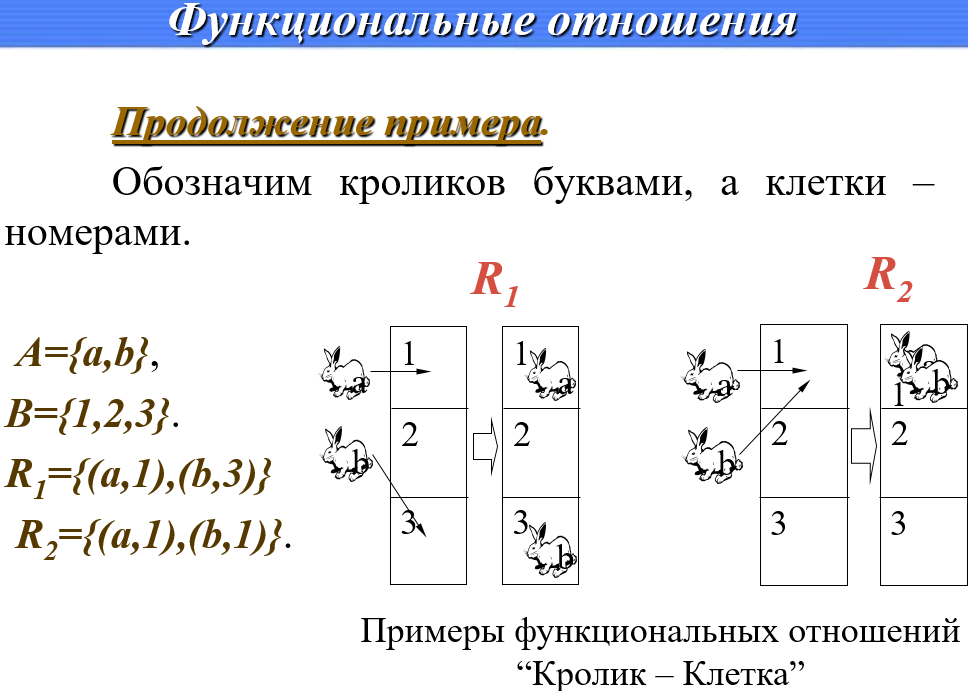 Функциональные отношения
Продолжение примера.
Обозначим кроликов буквами, а клетки –
номерами.
R1
R2
A={a,b},
B={1,2,3}.
R1={(a,1),(b,3)}
R2={(a,1),(b,1)}.
a
b
1
2
3
1
a
2
3
b
a
b
1
2
3
b
1
2
3
Примеры функциональных отношений
“Кролик – Клетка”